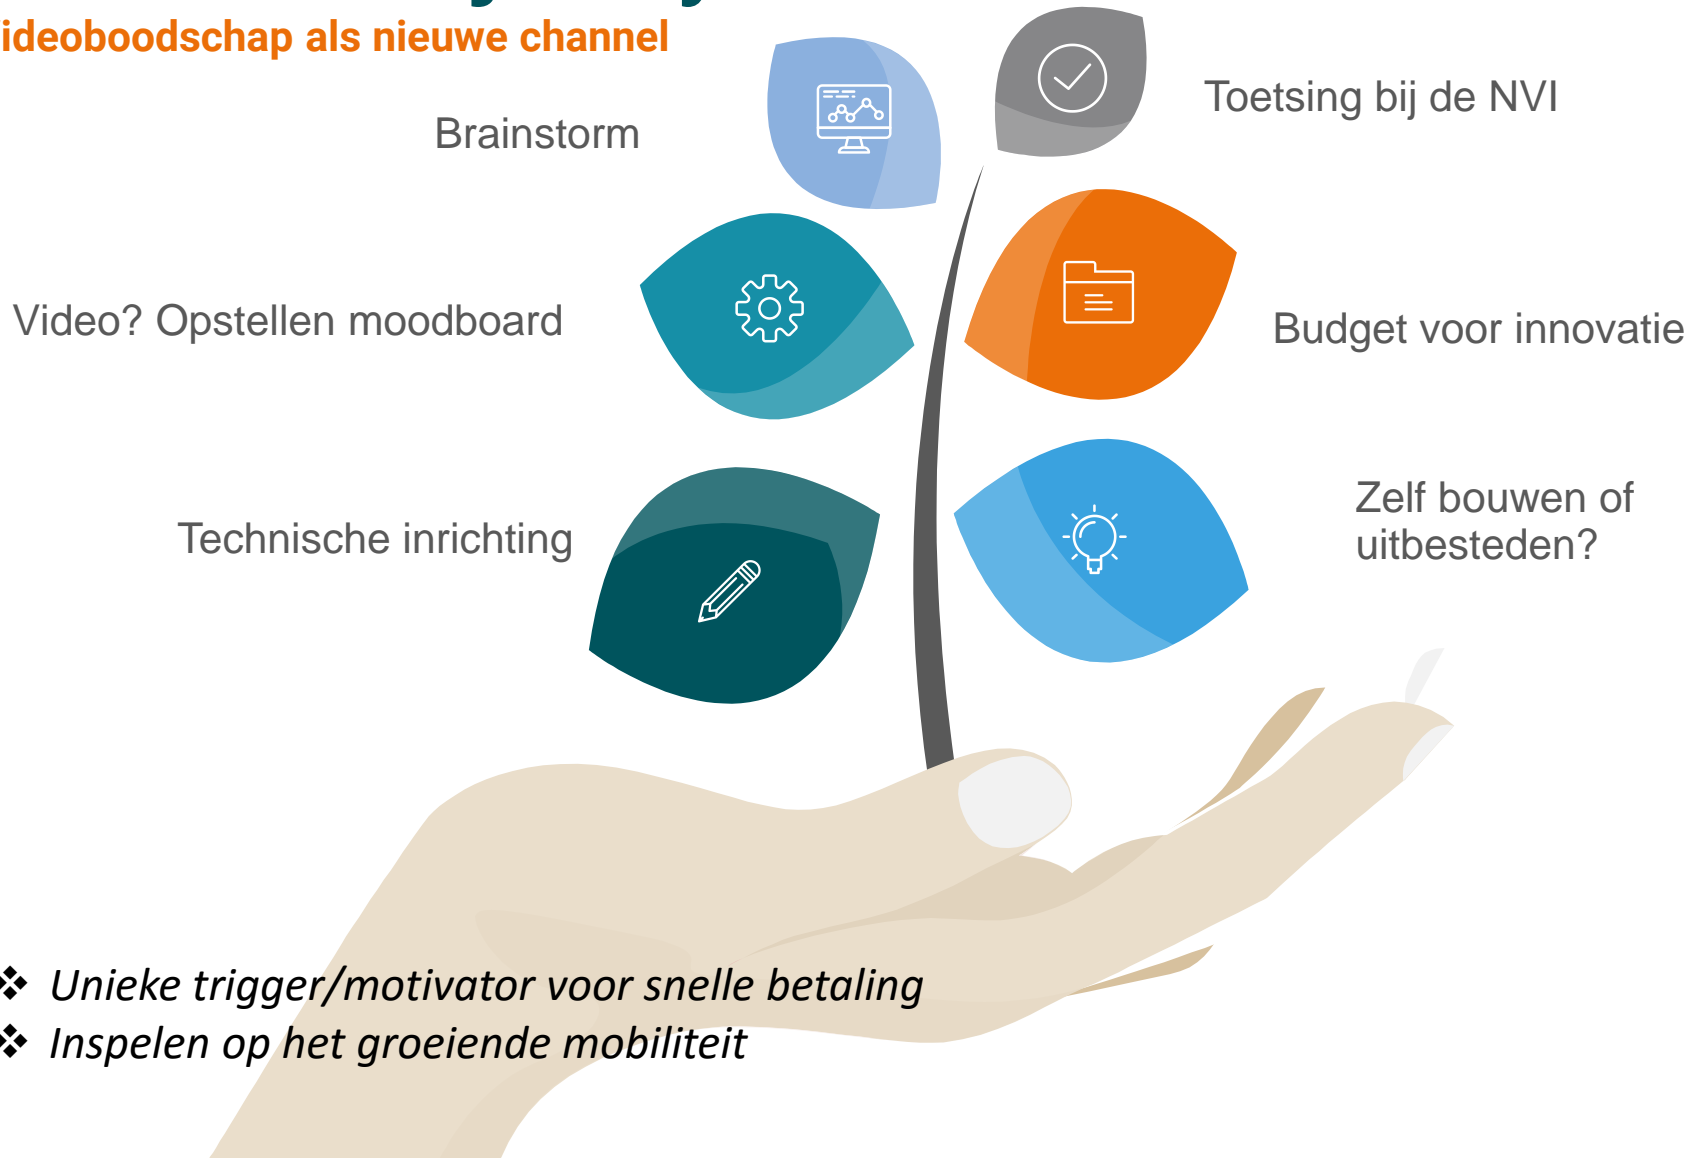 ideoboodschap als nieuwe channel
Brainstorm
Toetsing bij de NVI
Video? Opstellen moodboard
Budget voor innovatie
Technische inrichting
Zelf bouwen of
uitbesteden?
❖ Unieke trigger/motivator voor snelle betaling
❖ Inspelen op het groeiende mobiliteit